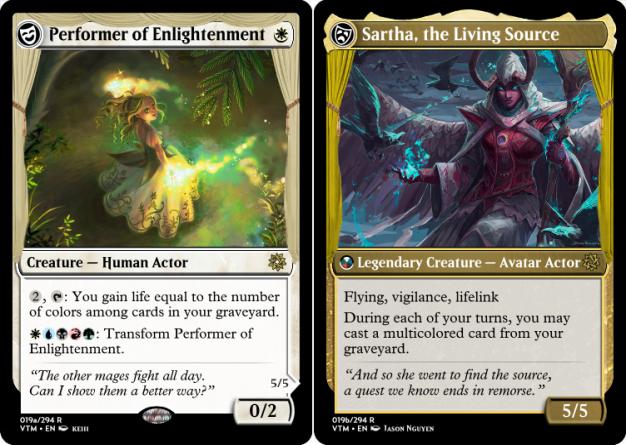 Performer of Enlightenment
Creature — Human Actor
2, : You gain life equal to the number
of colors among cards in your graveyard.
: Transform Performer of
Enlightenment.
“The other mages fight all day.
Can I show them a better way?”
5/5
0/2
019a/294 R
VTM • EN KEHI
Sartha, the Living Source
Legendary Creature — Avatar Actor
Flying, vigilance, lifelink
During each of your turns, you may
cast a multicolored card from your
graveyard.
“And so she went to find the source,
a quest we know ends in remorse.”
5/5
019b/294 R
VTM • EN JASON NGUYEN